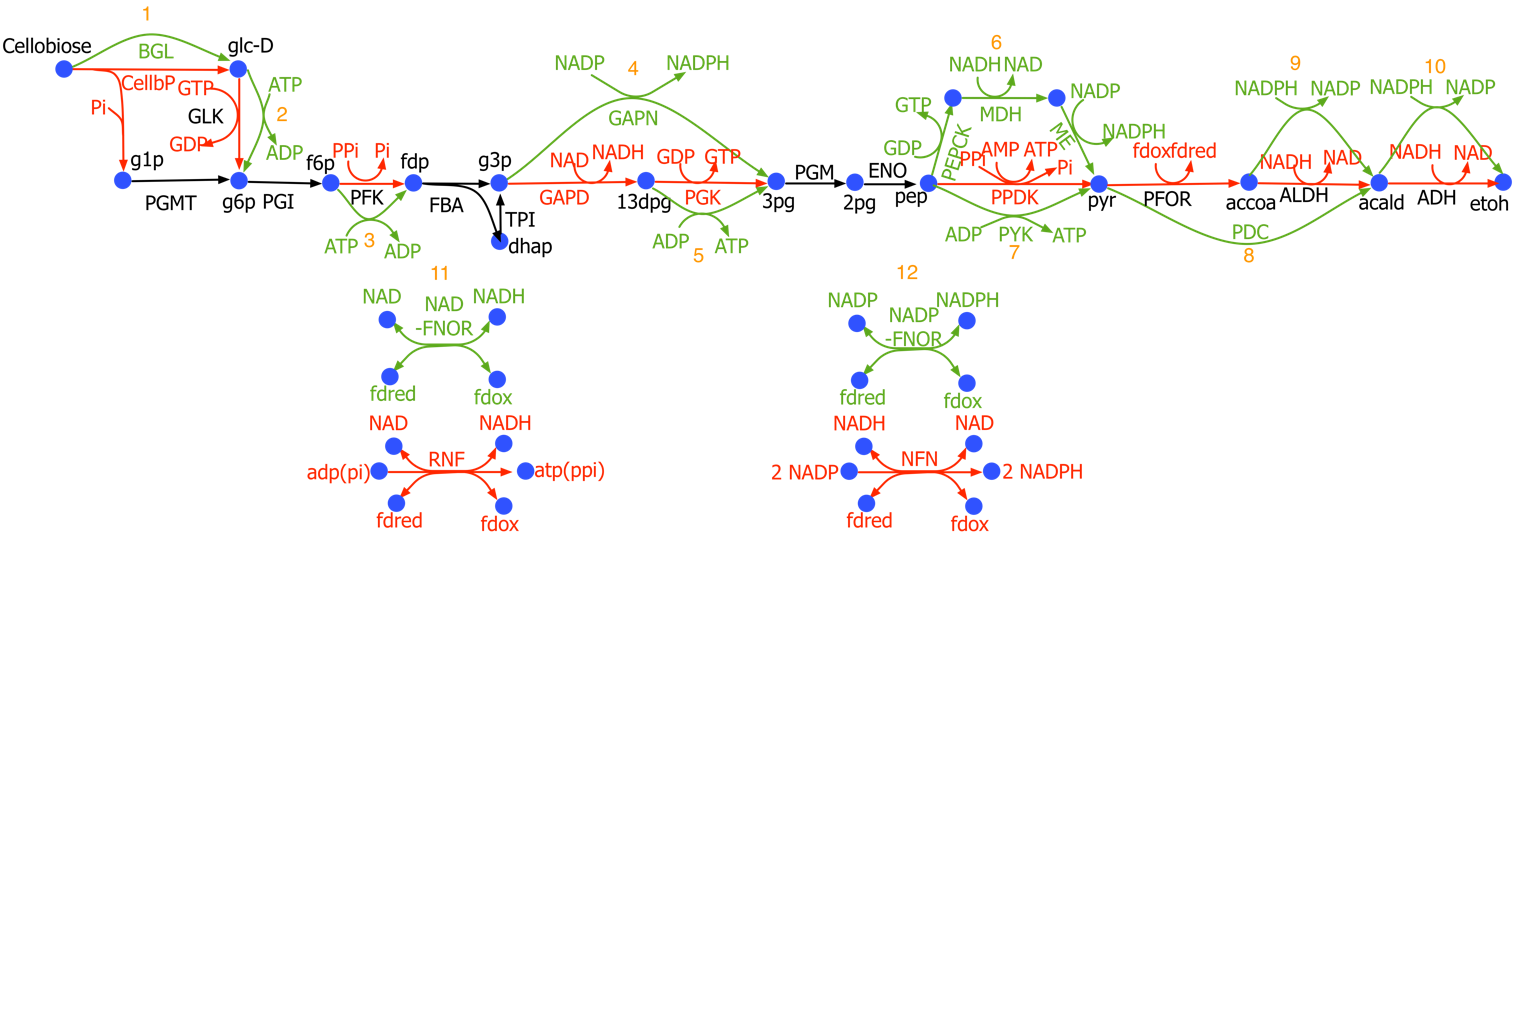 1
Cellobiose
BGL
glc-D
CellbP
GTP
ATP
Pi
GLK
2
GDP
ADP
g1p
PGMT
g6p
PGI
f6p
PPi
Pi
fdp
PFK
FBA
ATP
3
ADP
g3p
TPI
dhap
NADP
4
NADPH
GAPN
NAD
NADH
GAPD
13dpg
GDP
GTP
PGK
ADP
ATP
5
3pg
PGM
2pg
ENO
pep
6
NADH
NAD
GTP
MDH
NADP
GDP
PEPCK
ME
NADPH
PPi
AMP
ATP
Pi
PPDK
pyr
ADP
PYK
ATP
7
fdox
fdred
PFOR
accoa
PDC
8
9
NADPH
NADP
NADH
NAD
ALDH
acald
10
NADPH
NADP
NADH
NAD
ADH
etoh
11
NAD
NAD
-FNOR
NADH
fdred
fdox
12
NADP
NADP
-FNOR
NADPH
fdred
fdox
NAD
NADH
adp(pi)
RNF
atp(ppi)
fdred
fdox
NADH
NAD
2 NADP
NFN
2 NADPH
fdred
fdox